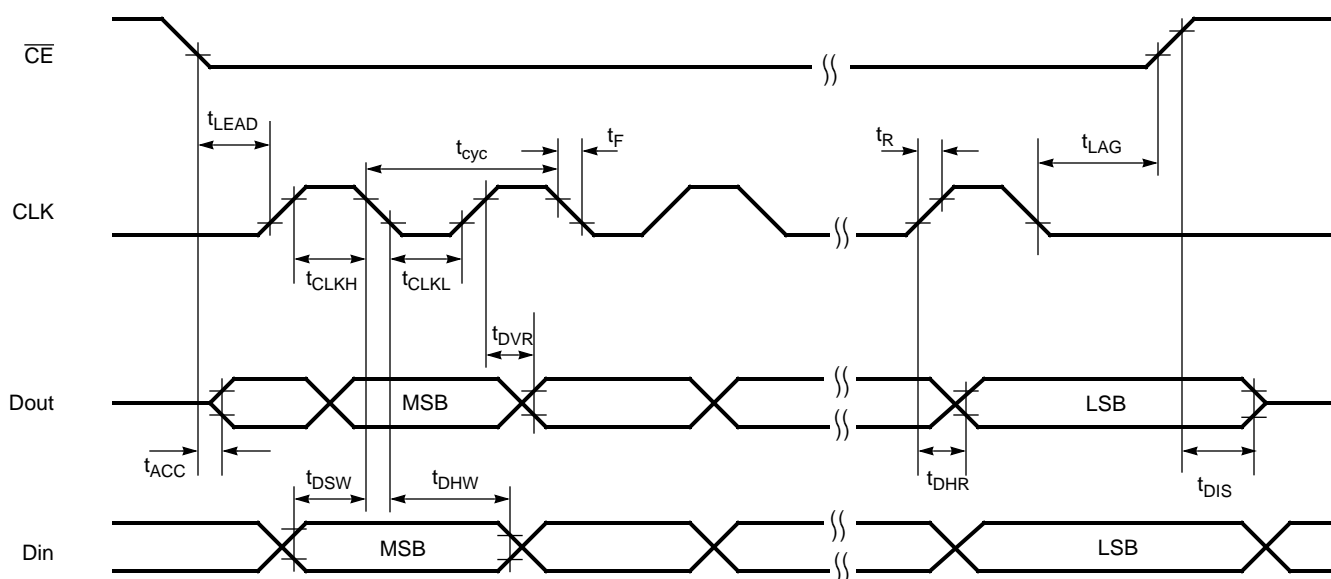 CE
tLEAD
tcyc
tF
tR
tLAG
CLK
tCLKH
tCLKL
tDVR
Dout
MSB
LSB
tACC
tDSW
tDHW
tDHR
tDIS
Din
MSB
LSB